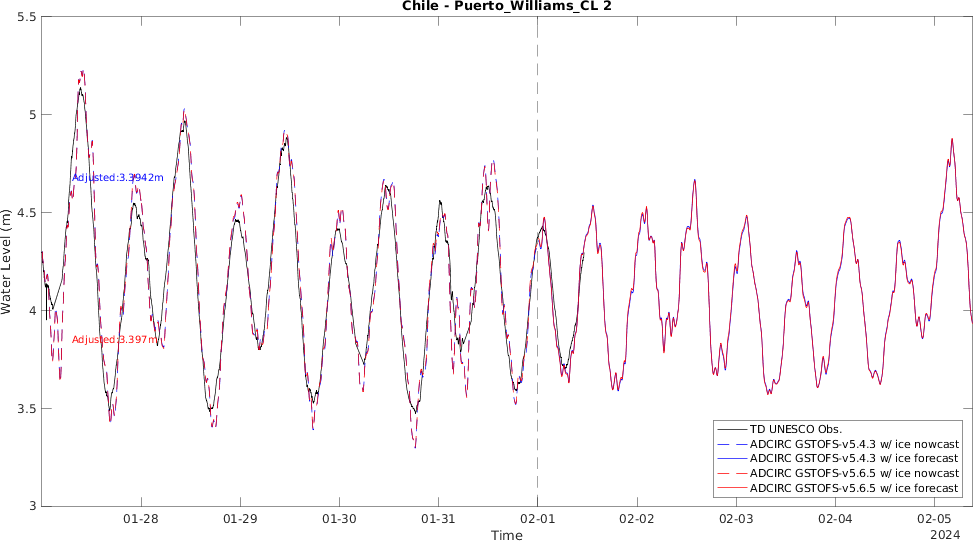 Chile - Puerto_Williams_CL 2
5.5
5
4.5
4
3.5
3
Water Level (m)
Adjusted:3.3942m
Adjusted:3.397m
TD UNESCO Obs.
ADCIRC GSTOFS-v5.4.3 w/ ice nowcast
ADCIRC GSTOFS-v5.4.3 w/ ice forecast
ADCIRC GSTOFS-v5.6.5 w/ ice nowcast
ADCIRC GSTOFS-v5.6.5 w/ ice forecast
01-28 01-29 01-30 01-31 02-01 02-02 02-03 02-04 02-05
Time
2024